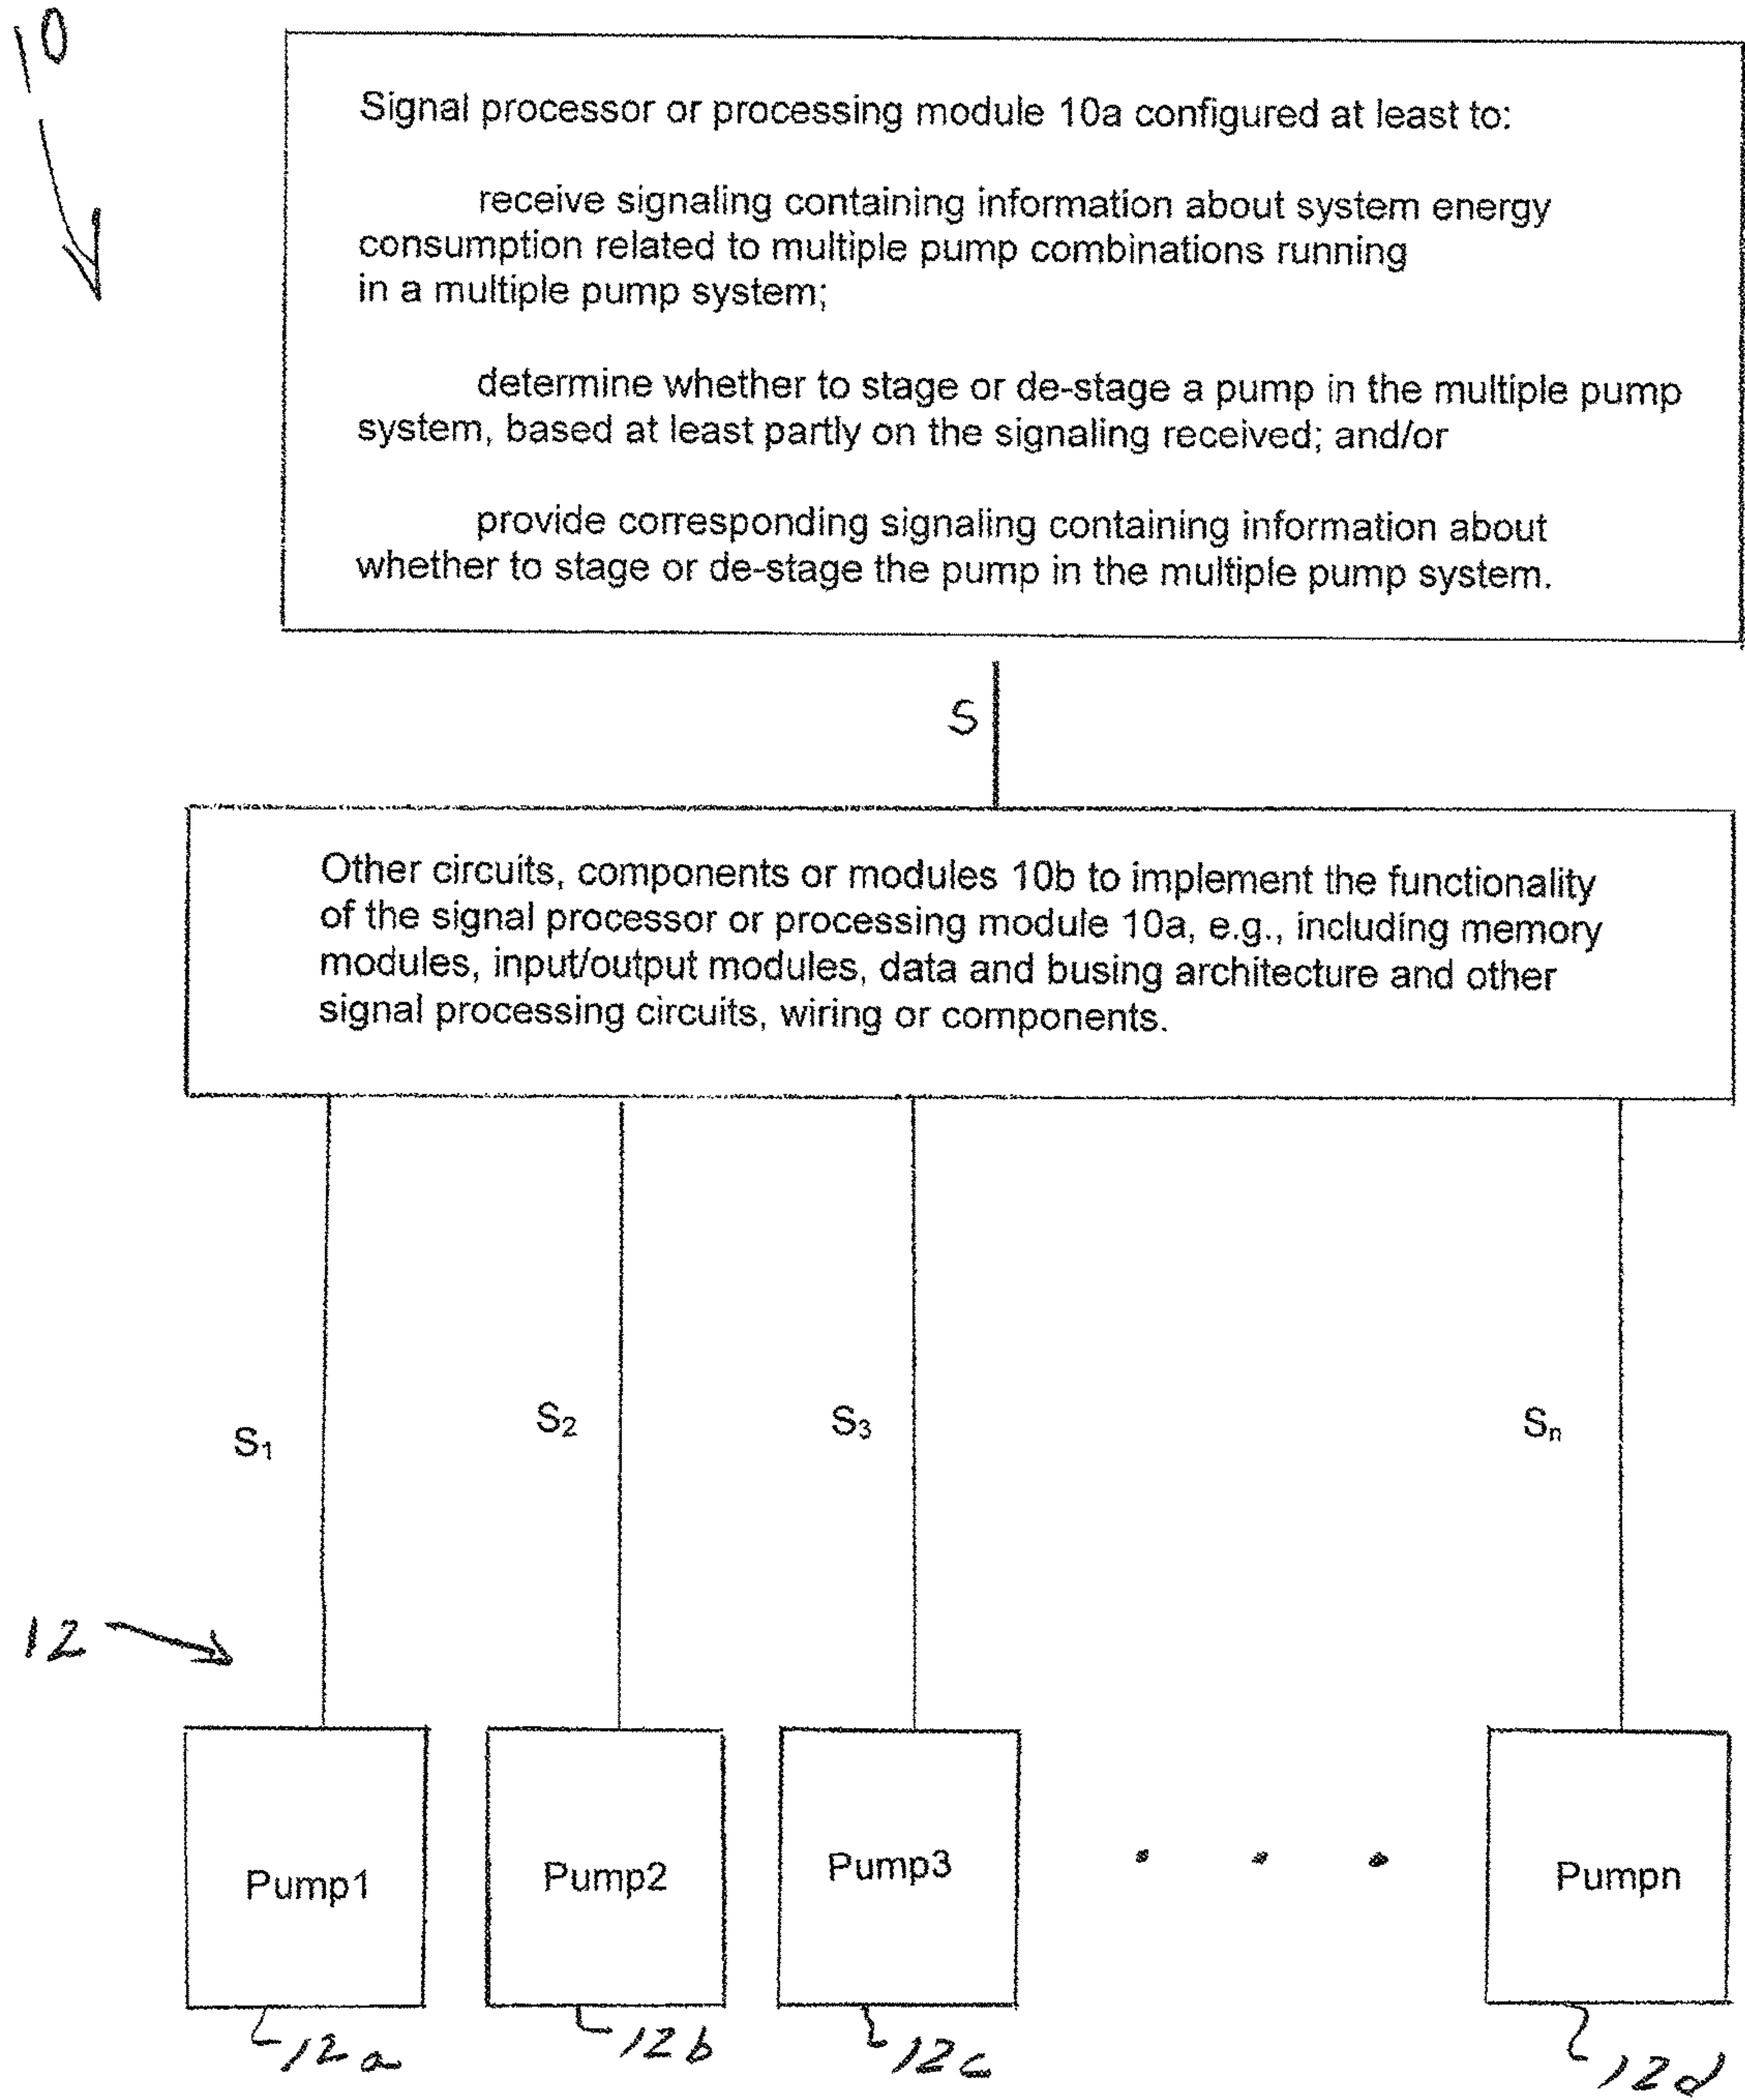 10
Signal processor or processing module 10a configured at least to:
receive signaling containing information about system energy
consumption related to multiple pump combinations running
in a multiple pump system;
determine whether to stage or de-stage a pump in the multiple pump
system, based at least partly on the signaling received; and/or
provide corresponding signaling containing information about
whether to stage or de-stage the pump in the multiple pump system.
S
Other circuits, components or modules 10b to implement the functionality
of the signal processor or processing module 10a, e.g., including memory
modules, input/output modules, data and busing architecture and other
signal processing circuits, wiring or components.
S1 S2 S3 Sn
12
Pump1 Pump2 Pump3 . . . Pumpn
12a 12b 12c 12d